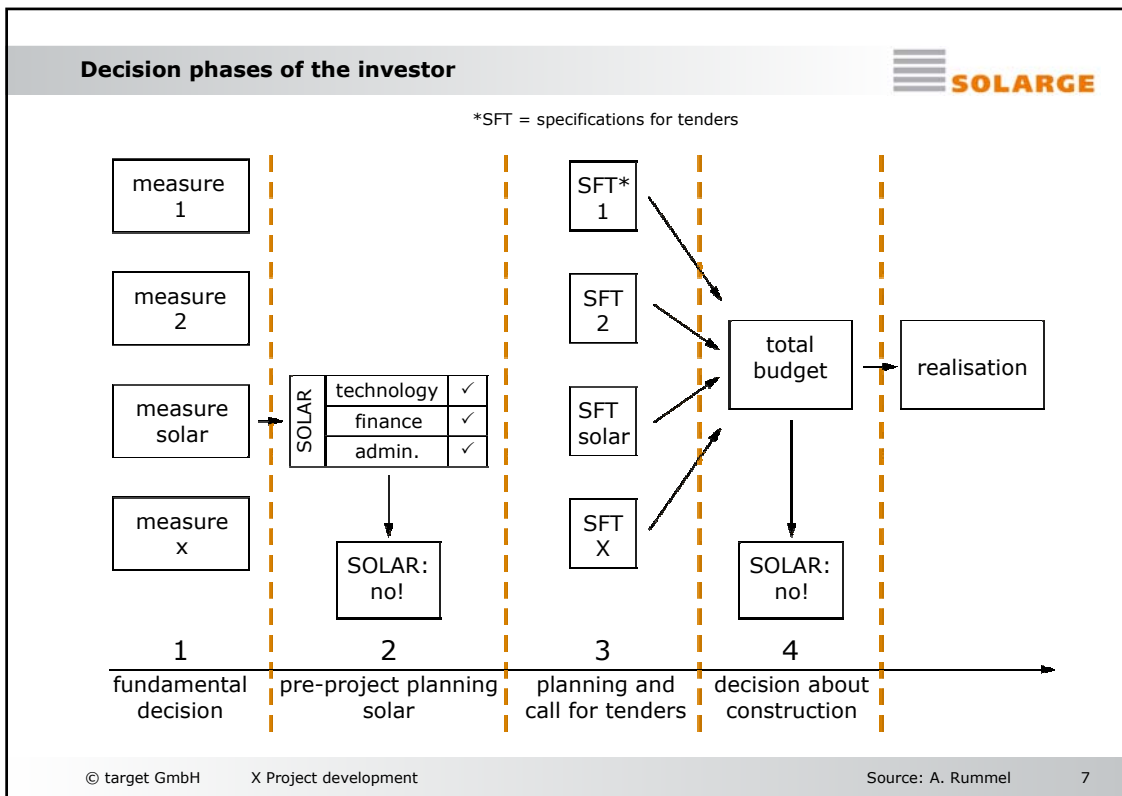 Decision phases of the investor
SOLARGE
*SFT = specifications for tenders
measure
1
measure
2
measure
solar
measure
x
SOLAR
technology ✓
finance ✓
admin. ✓
SOLAR:
no!
SFT*
1
SFT
2
SFT
solar
SFT
X
total
budget
SOLAR:
no!
realisation
1
fundamental
decision
2
pre-project planning
solar
3
planning and
call for tenders
4
decision about
construction
© target GmbH X Project development Source: A. Rummel 7